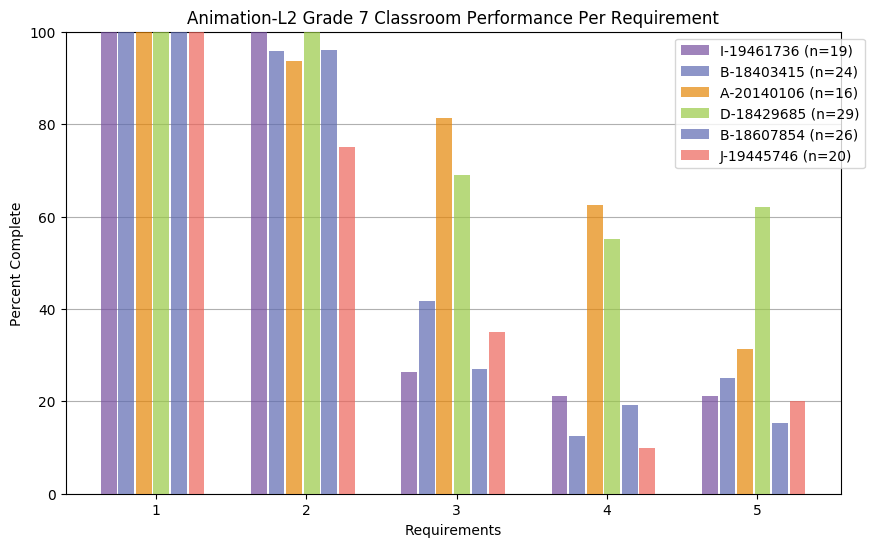 Animation-L2 Grade 7 Classroom Performance Per Requirement
100
80
60
40
20
0
Percent Complete
I-19461736 (n=19)
B-18403415 (n=24)
A-20140106 (n=16)
D-18429685 (n=29)
B-18607854 (n=26)
J-19445746 (n=20)
1 2 3 4 5
Requirements